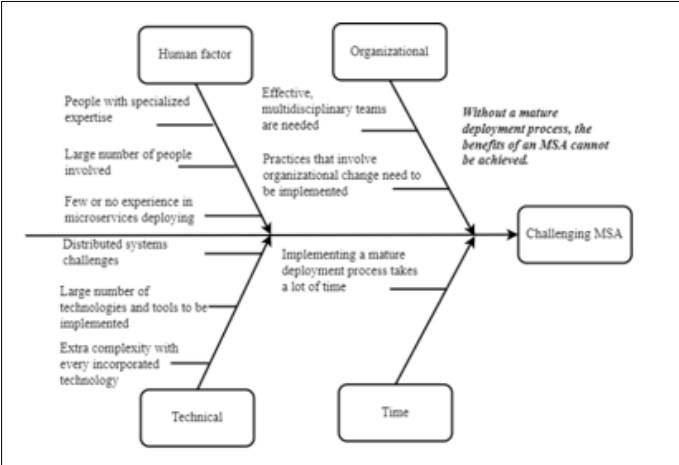 Human factor
Organizational
People with specialized
expertise
Large number of people
involved
Few or no experience in
microservices deploying
Effective,
multidisciplinary teams
are needed
Practices that involve
organizational change need to
be implemented
Without a mature
deployment process, the
benefits of an MSA cannot
be achieved.
Challenging MSA
Distributed systems
challenges
Large number of
technologies and tools to be
implemented
Extra complexity with
every incorporated
technology
Implementing a mature
deployment process takes
a lot of time
Technical
Time